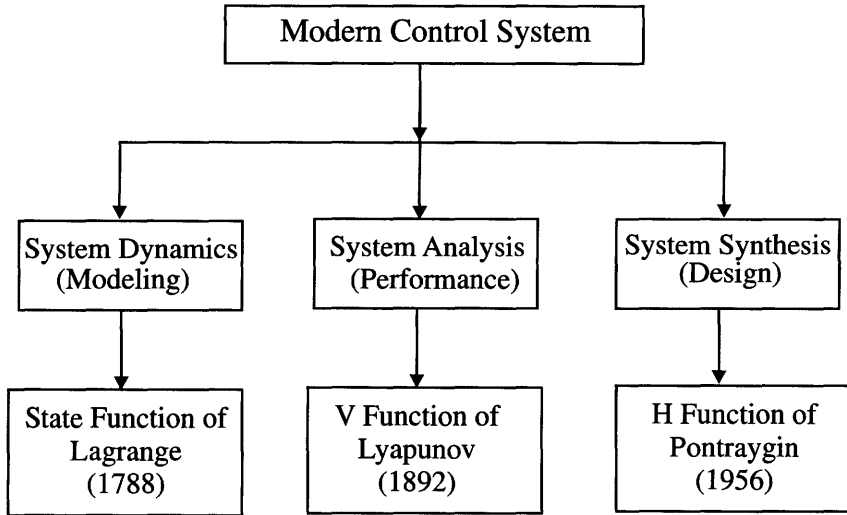 Modern Control System
System Dynamics
(Modeling)
System Analysis
(Performance)
System Synthesis
(Design)
State Function of
Lagrange
(1788)
V Function of
Lyapunov
(1892)
H Function of
Pontraygin
(1956)